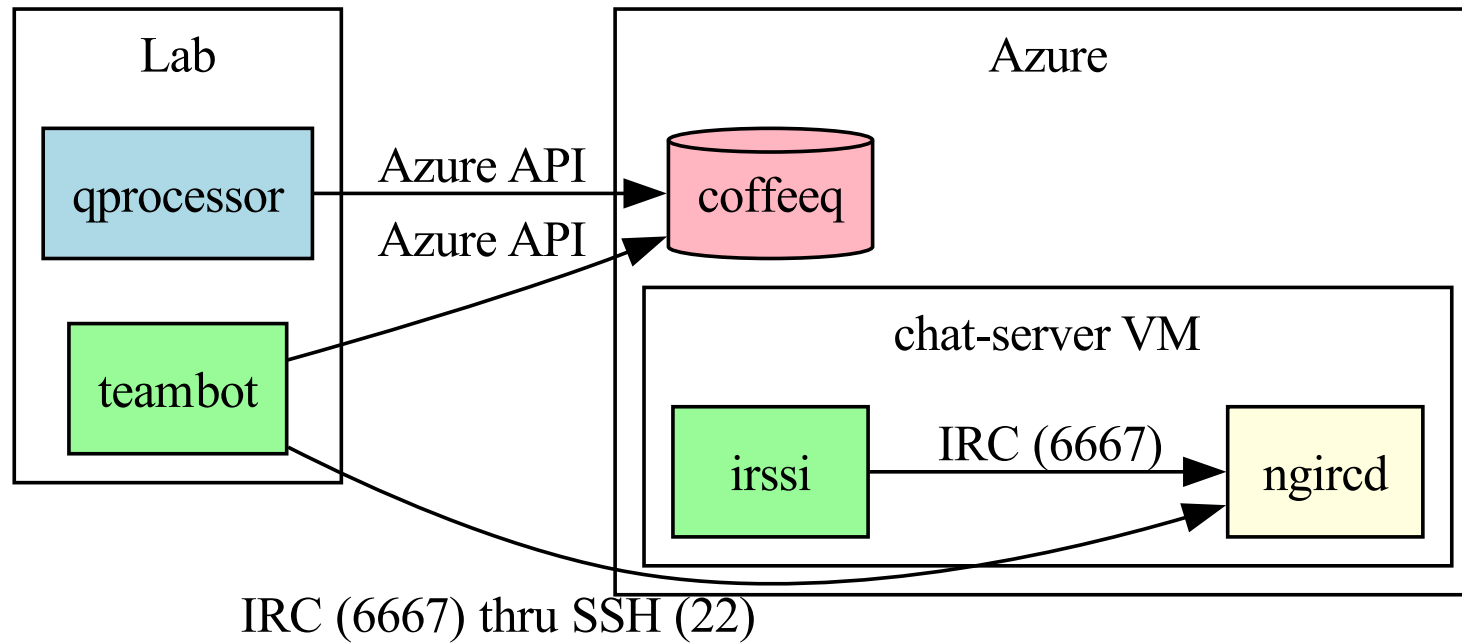 Lab
Azure
qprocessor
Azure API
coffeeq
Azure API
chat-server VM
teambot
irssi
IRC (6667)
ngircd
IRC (6667) thru SSH (22)